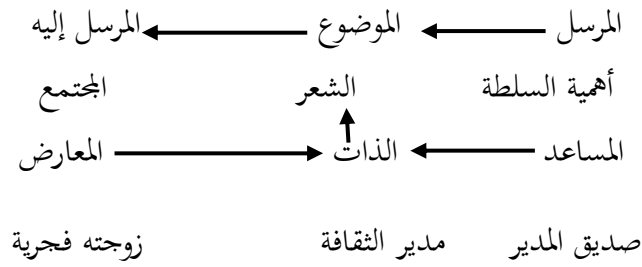 المرسل الموضوع المرسل إليه
أهمية السلطة الشعر المجتمع
المساعد الذات المعارض
صديق المدير مدير الثقافة زوجته فجرية